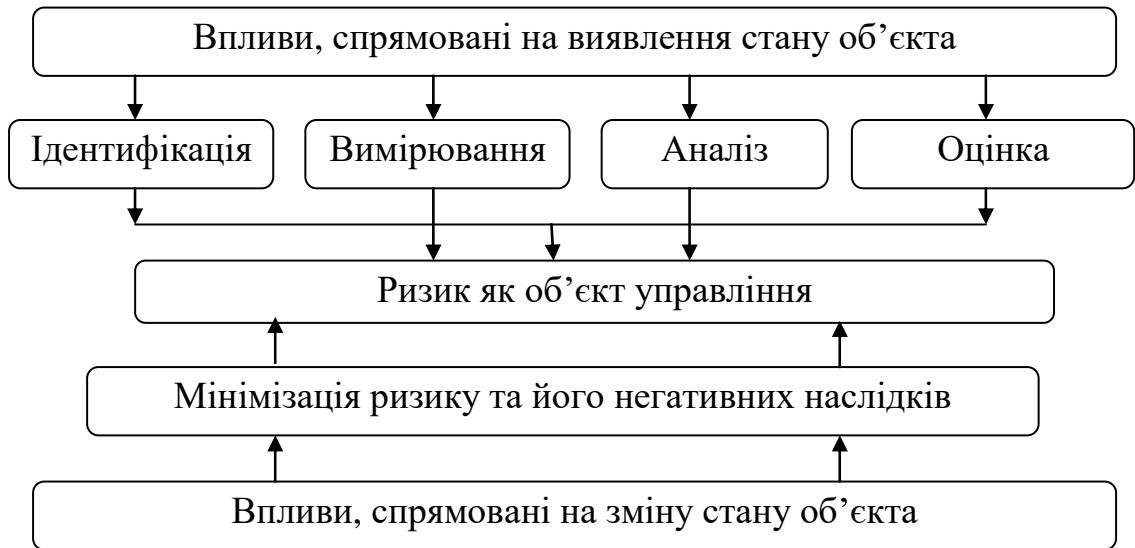 Впливи, спрямовані на виявлення стану об’єкта
Ідентифікація
Вимірювання
Аналіз
Оцінка
Ризик як об’єкт управління
Мінімізація ризику та його негативних наслідків
Впливи, спрямовані на зміну стану об’єкта